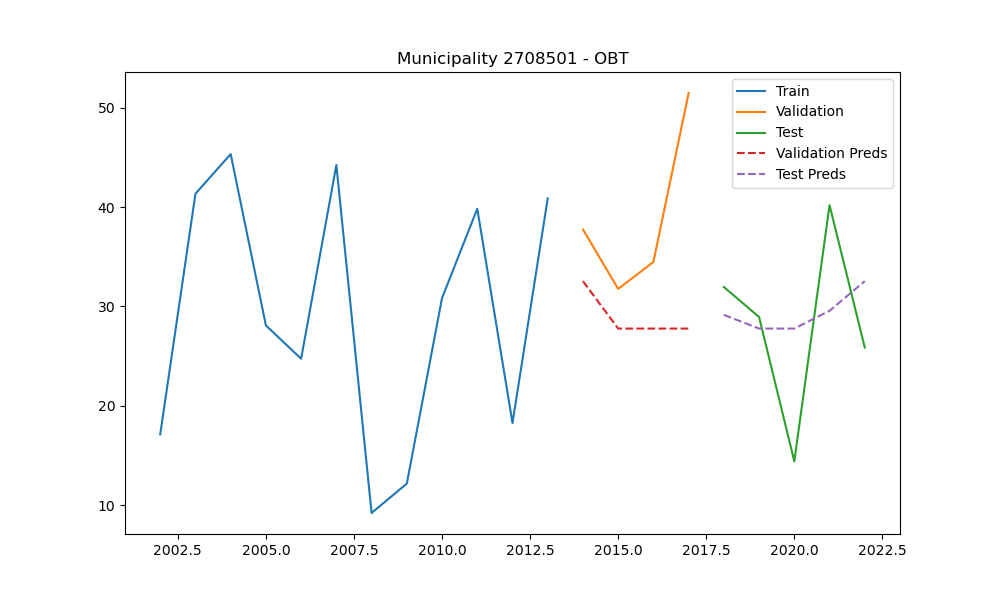 Municipality 2708501 - OBT
Train
Validation
Test
Validation Preds
Test Preds
50
40
30
20
10
2002.5 2005.0 2007.5 2010.0 2012.5 2015.0 2017.5 2020.0 2022.5